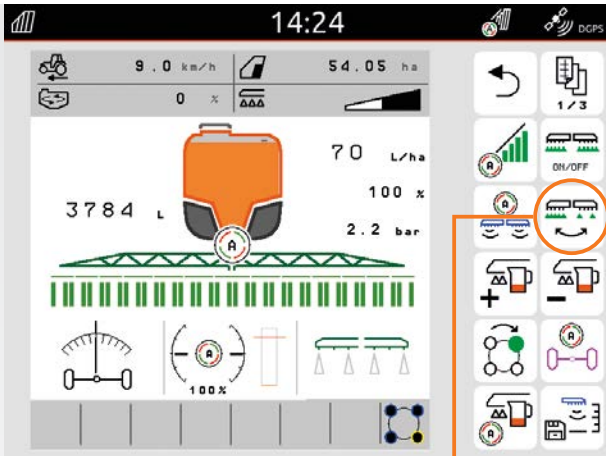 14:24
DGPS
9.0 km/h
54.05 ha
0 %
1/3
70 L/ha
ON/OFF
A
A
100 %
3784 L
2.2 bar
A
A
A
100%
A